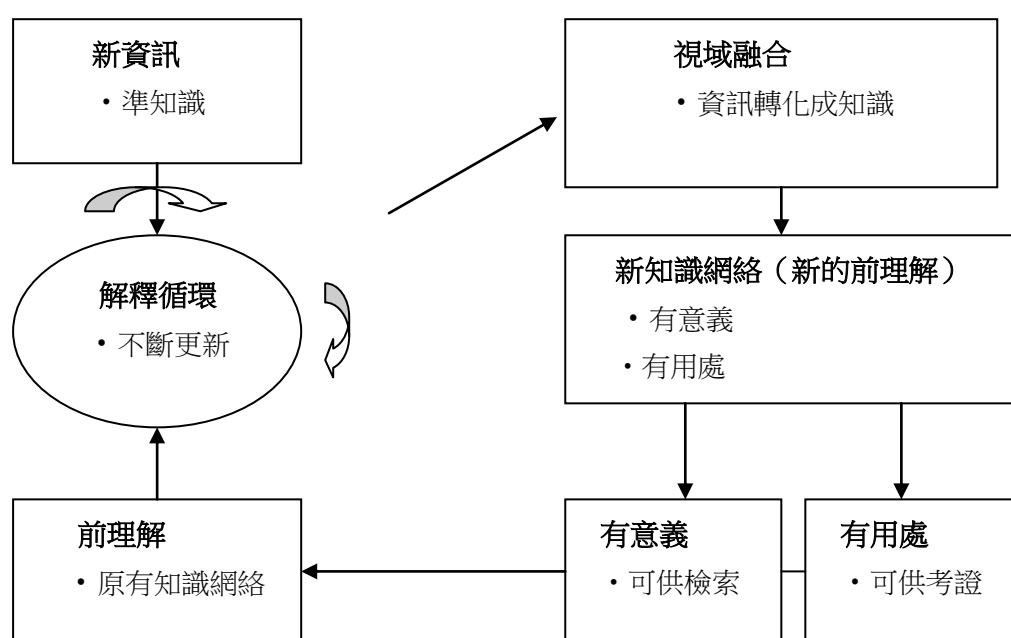 新資訊
・準知識
視域融合
・資訊轉化成知識
解釋循環
・不斷更新
新知識網絡（新的前理解）
・有意義
・有用處
前理解
・原有知識網絡
有意義
・可供檢索
有用處
・可供考證